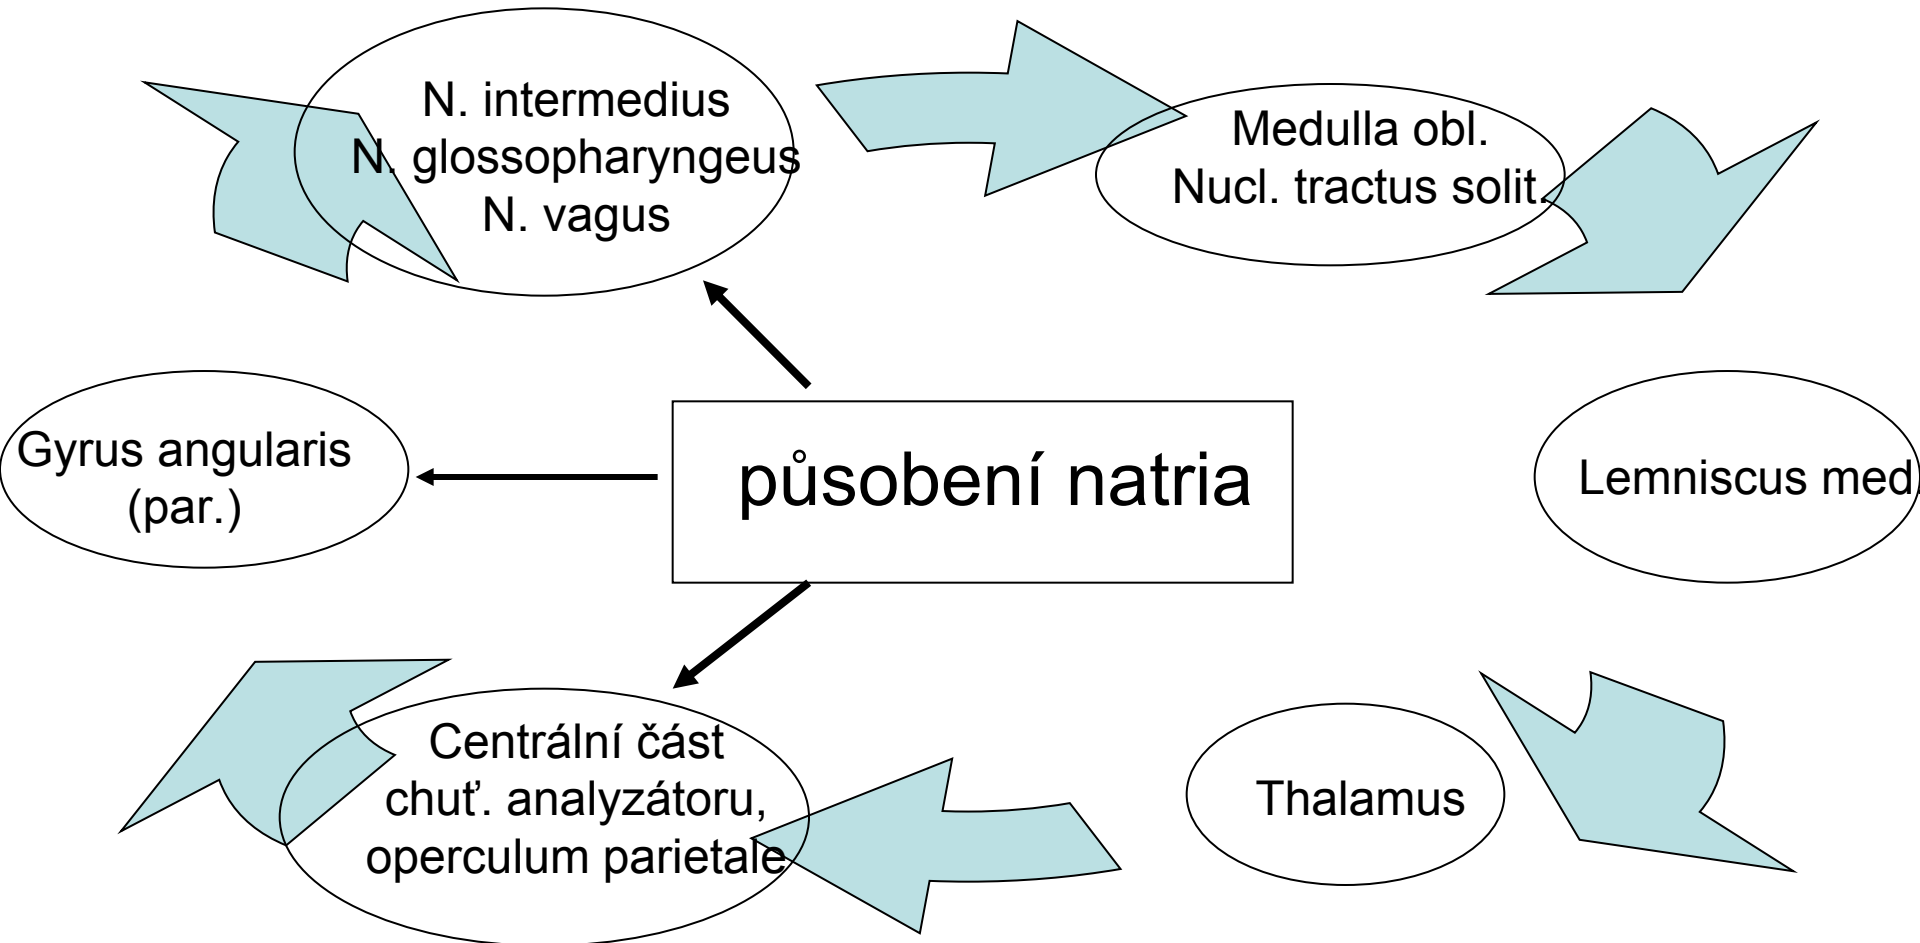 N. intermedius
N. glossopharyngeus
N. vagus
Medulla obl.
Nucl. tractus solit.
Gyrus angularis
(par.)
působení natria
Lemniscus med.
Centrální část
chuť. analyzátoru,
operculum parietale
Thalamus